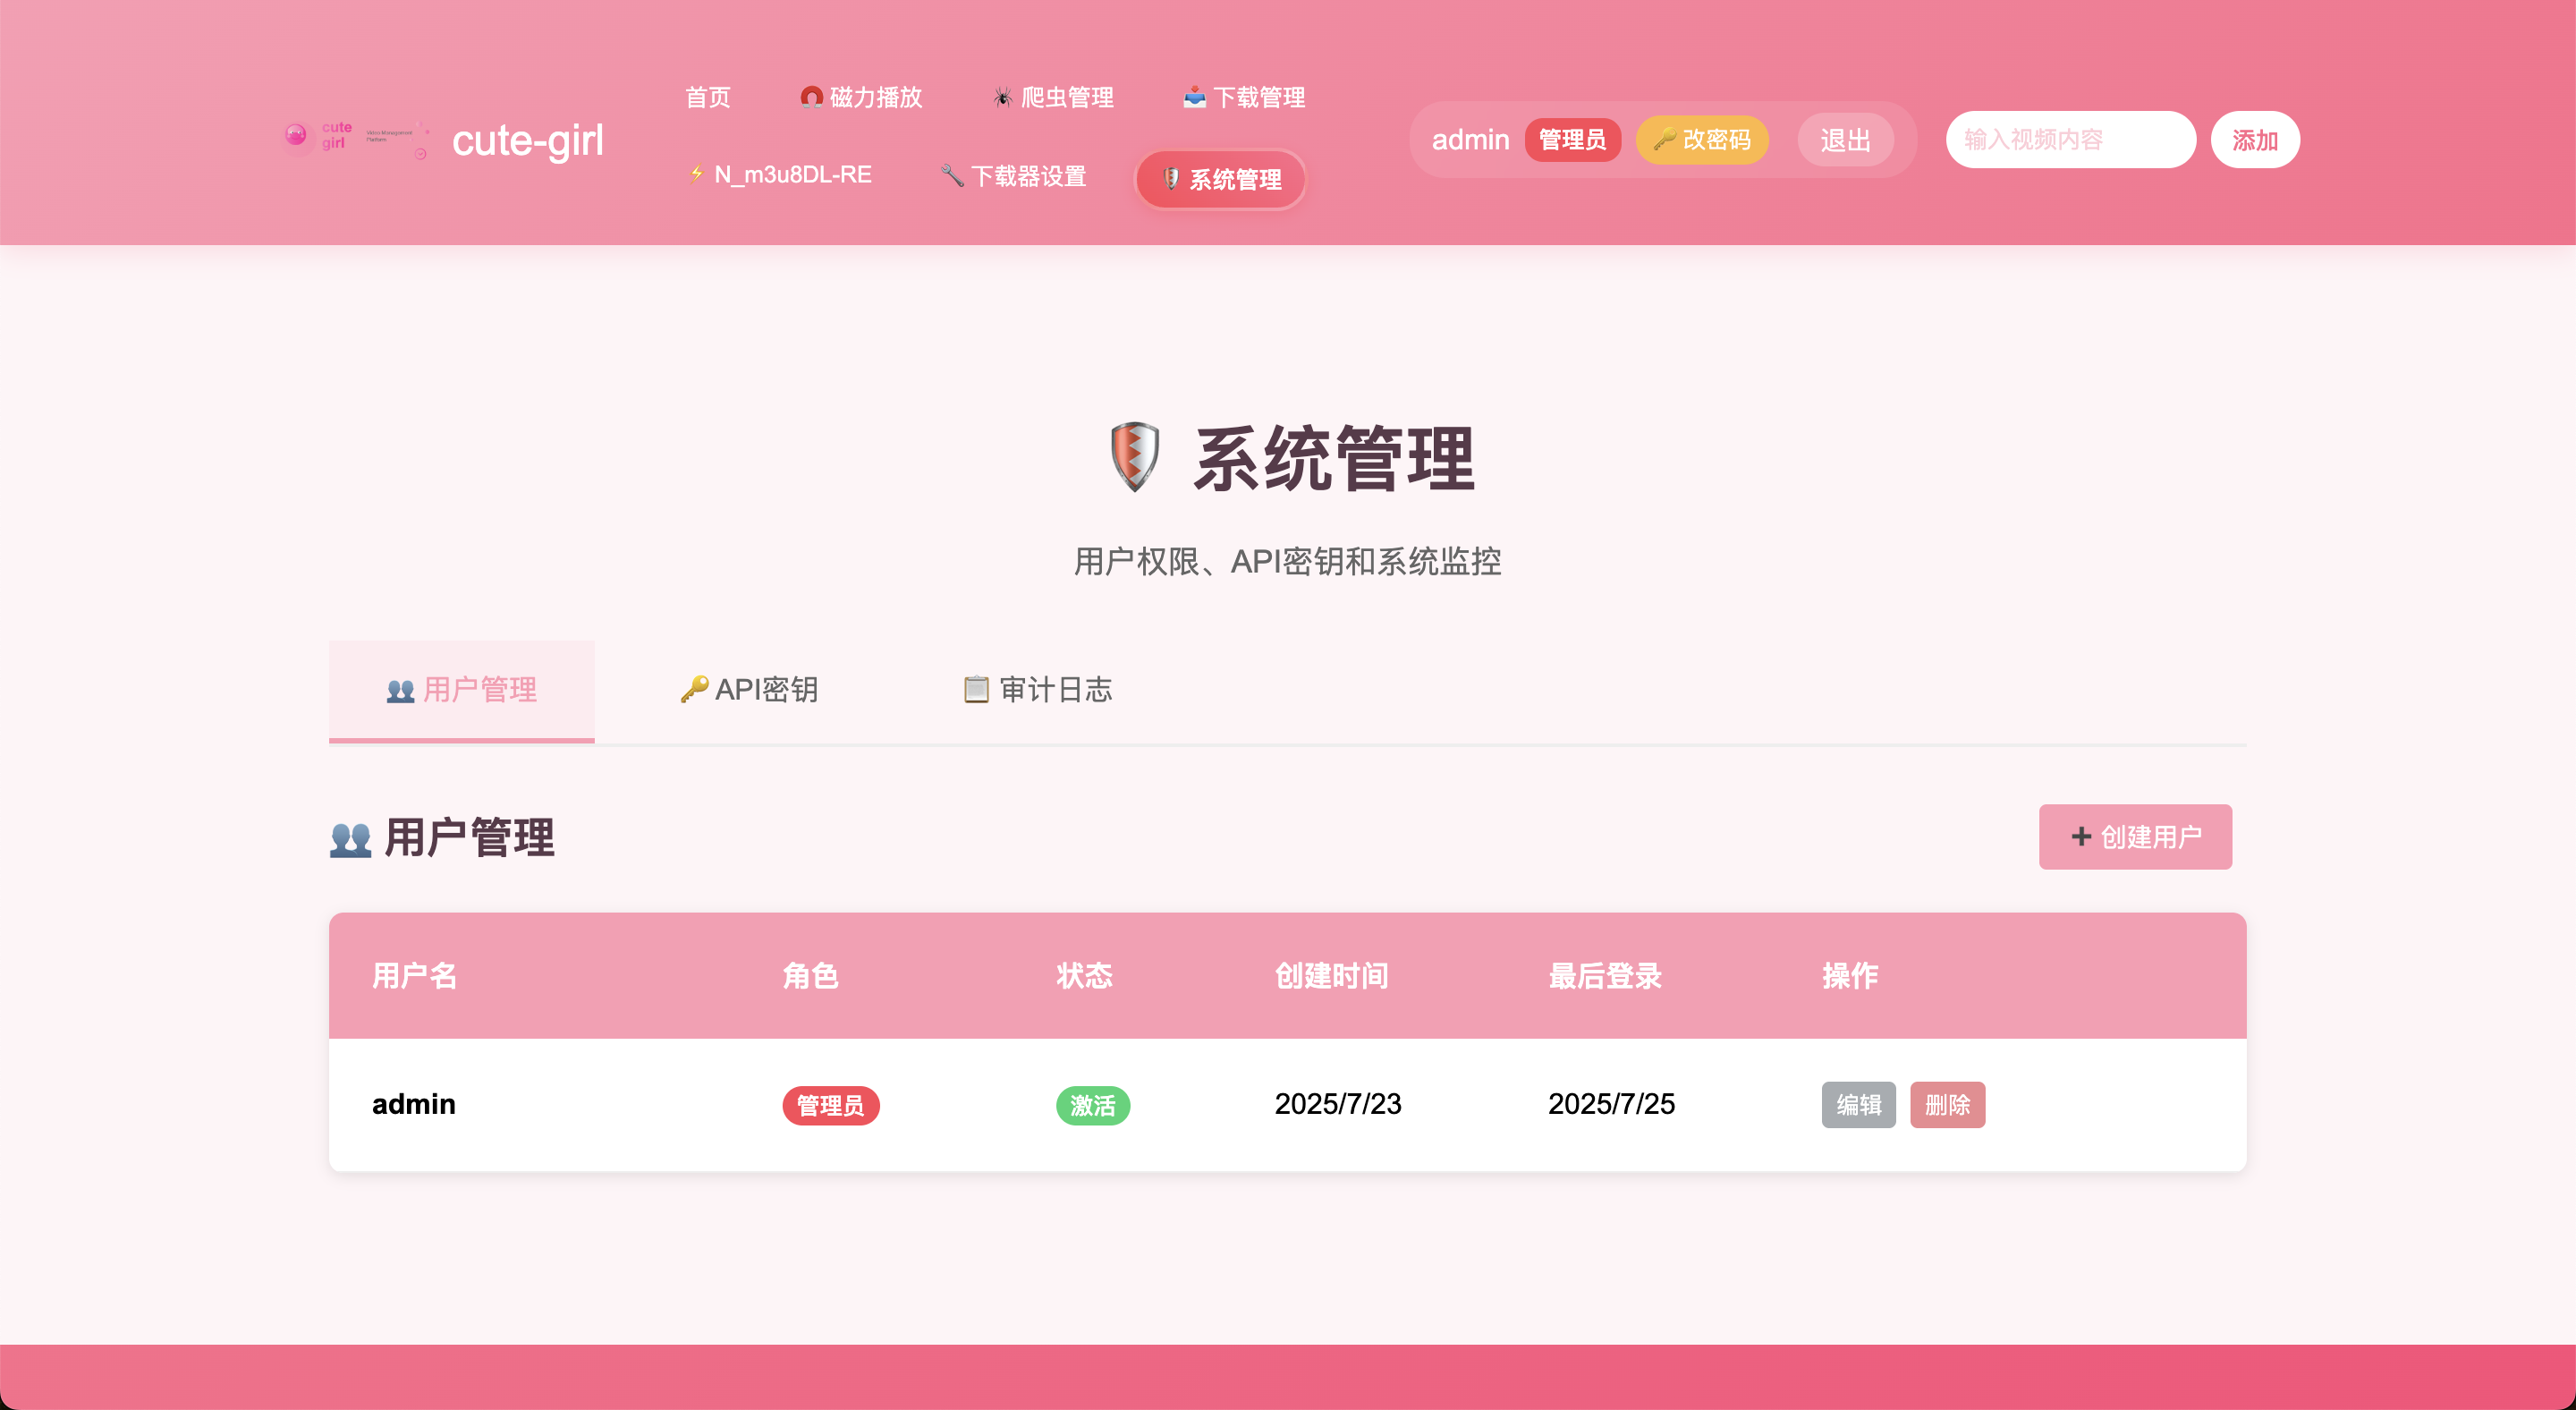 cute
girl
Video Management
Platform
cute-girl
首页
磁力播放
爬虫管理
下载管理
N_m3u8DL-RE
下载器设置
系统管理
admin
管理员
改密码
退出
输入视频内容
添加
系统管理
用户权限、API密钥和系统监控
用户管理
API密钥
审计日志
用户管理
创建用户
用户名 角色 状态 创建时间 最后登录 操作
admin 管理员 激活 2025/7/23 2025/7/25 编辑 删除